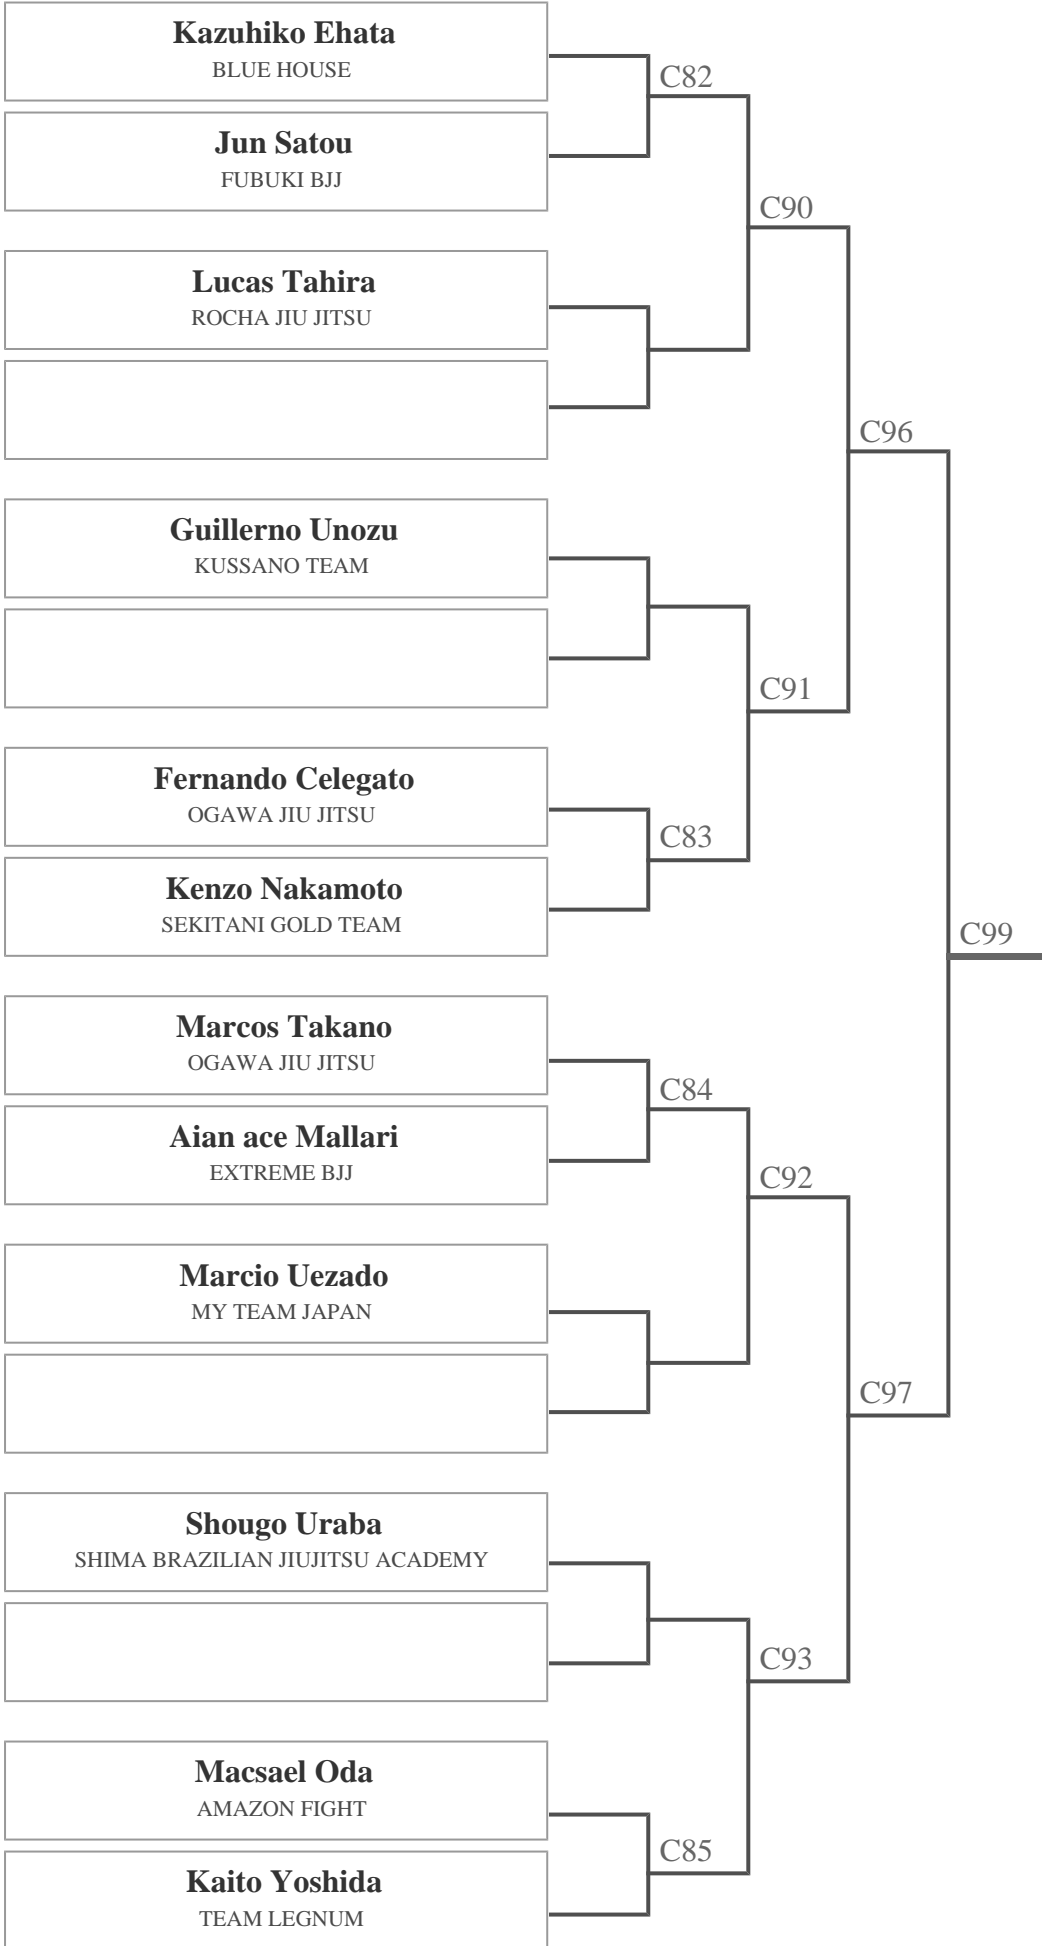 Kazuhiko Ehata
BLUE HOUSE
C82
Jun Satou
FUBUKI BJJ
C90
Lucas Tahira
ROCHA JIU JITSU
C96
Guillerno Unozu
KUSSANO TEAM
C91
Fernando Celegato
OGAWA JIU JITSU
C83
Kenzo Nakamoto
SEKITANI GOLD TEAM
C99
Marcos Takano
OGAWA JIU JITSU
C84
Aian ace Mallari
EXTREME BJJ
C92
Marcio Uezado
MY TEAM JAPAN
C97
Shougo Uraba
SHIMA BRAZILIAN JIUJITSU ACADEMY
C93
Macsael Oda
AMAZON FIGHT
C85
Kaito Yoshida
TEAM LEGNUM